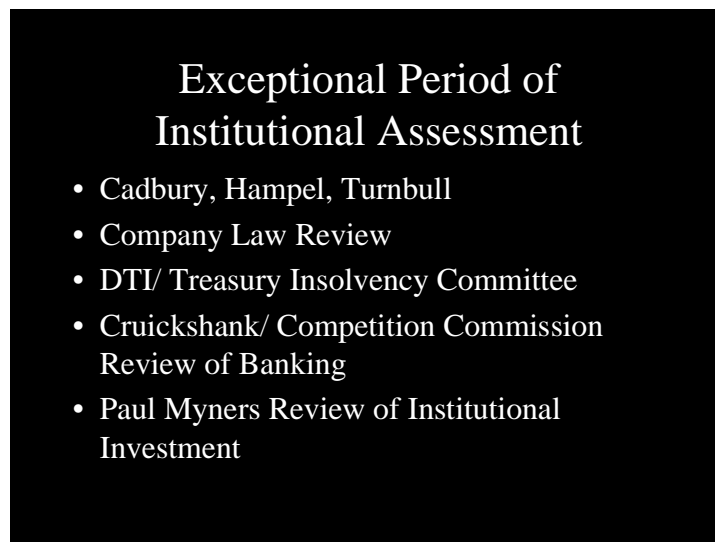 Exceptional Period of
Institutional Assessment
• Cadbury, Hampel, Turnbull
• Company Law Review
• DTI/ Treasury Insolvency Committee
• Cruickshank/ Competition Commission
Review of Banking
• Paul Myners Review of Institutional
Investment